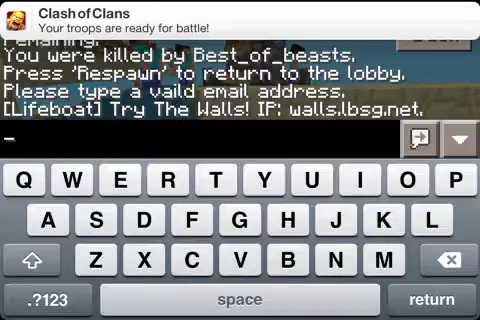 Clash of Clans
Your troops are ready for battle!
remaining.
You were killed by Best_of_beasts.
Press 'Respawn' to return to the lobby.
Please type a vaild email address.
[Lifeboat] Try The Walls! IP: walls.lbsg.net.
Q W E R T Y U I O P
A S D F G H J K L
Z X C V B N M
.?123 space return